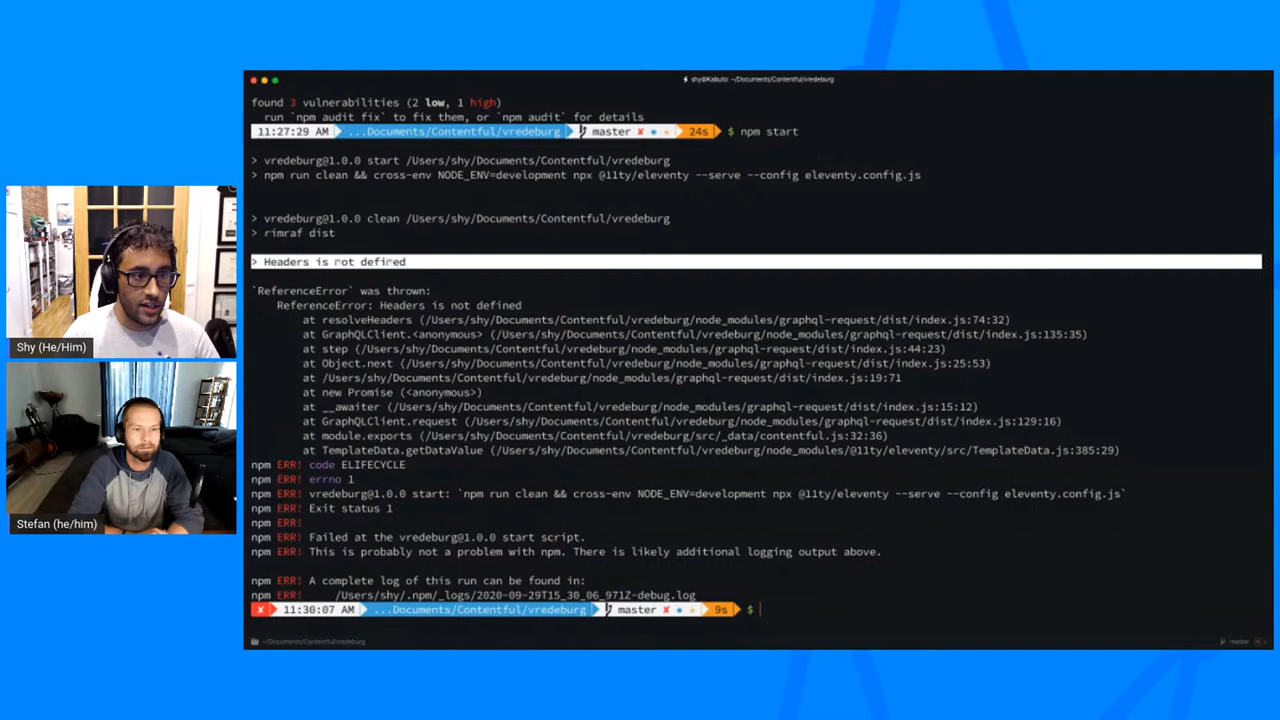 shy@Kabuto: ~/Documents/Contentful/vredeburg
found 3 vulnerabilities (2 low, 1 high)
run `npm audit fix` to fix them, or `npm audit` for details
11:27:29 AM ...Documents/Contentful/vredeburg master ✘ 24s $ npm start
> vredeburg@1.0.0 start /Users/shy/Documents/Contentful/vredeburg
> npm run clean && cross-env NODE_ENV=development npx @11ty/eleventy --serve --config eleventy.config.js
> vredeburg@1.0.0 clean /Users/shy/Documents/Contentful/vredeburg
> rimraf dist
> Headers is not defined
`ReferenceError` was thrown:
ReferenceError: Headers is not defined
at resolveHeaders (/Users/shy/Documents/Contentful/vredeburg/node_modules/graphql-request/dist/index.js:74:32)
at GraphQLClient.<anonymous> (/Users/shy/Documents/Contentful/vredeburg/node_modules/graphql-request/dist/index.js:135:35)
at step (/Users/shy/Documents/Contentful/vredeburg/node_modules/graphql-request/dist/index.js:44:23)
at Object.next (/Users/shy/Documents/Contentful/vredeburg/node_modules/graphql-request/dist/index.js:25:53)
at /Users/shy/Documents/Contentful/vredeburg/node_modules/graphql-request/dist/index.js:19:71
at new Promise (<anonymous>)
at __awaiter (/Users/shy/Documents/Contentful/vredeburg/node_modules/graphql-request/dist/index.js:15:12)
at GraphQLClient.request (/Users/shy/Documents/Contentful/vredeburg/node_modules/graphql-request/dist/index.js:129:16)
at module.exports (/Users/shy/Documents/Contentful/vredeburg/src/_data/contentful.js:32:36)
at TemplateData.getDataValue (/Users/shy/Documents/Contentful/vredeburg/node_modules/@11ty/eleventy/src/TemplateData.js:385:29)
npm ERR! code ELIFECYCLE
npm ERR! errno 1
npm ERR! vredeburg@1.0.0 start: `npm run clean && cross-env NODE_ENV=development npx @11ty/eleventy --serve --config eleventy.config.js`
npm ERR! Exit status 1
npm ERR!
npm ERR! Failed at the vredeburg@1.0.0 start script.
npm ERR! This is probably not a problem with npm. There is likely additional logging output above.
npm ERR! A complete log of this run can be found in:
npm ERR! /Users/shy/.npm/_logs/2020-09-29T15_30_06_971Z-debug.log
✘ 11:30:07 AM ...Documents/Contentful/vredeburg master ✘ 9s $
~/Documents/Contentful/vredeburg master
Shy (He/Him)
Stefan (he/him)